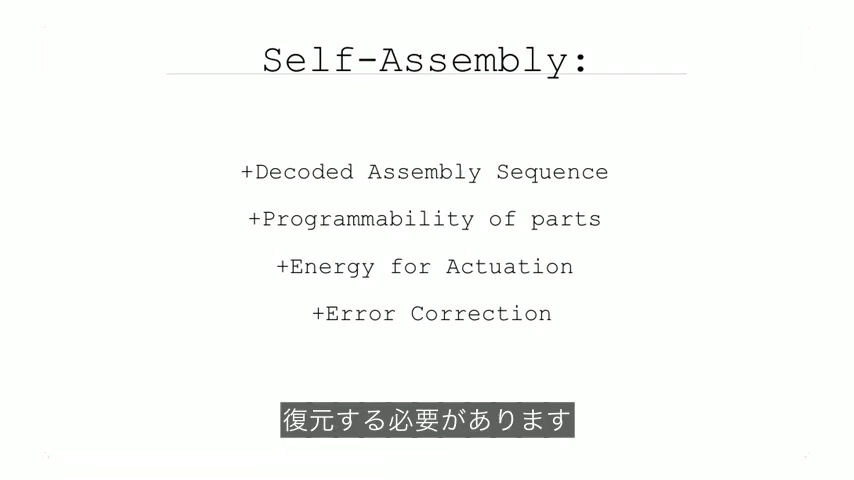 Self-Assembly:
+Decoded Assembly Sequence
+Programmability of parts
+Energy for Actuation
+Error Correction
復元する必要があります